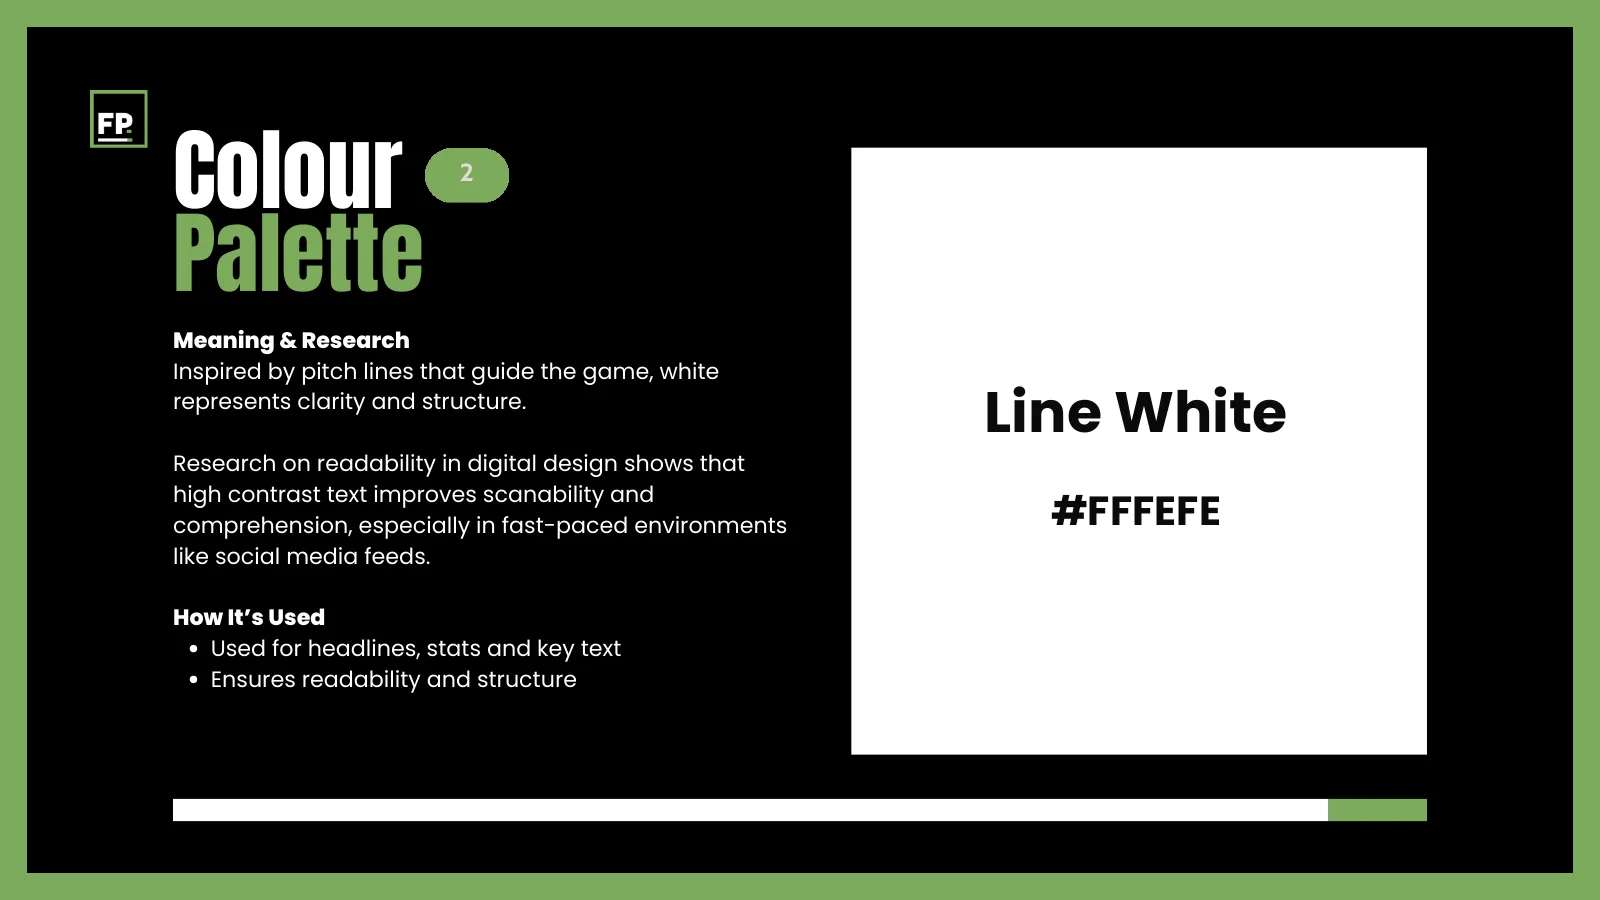 FP.
Colour
2
Palette
Meaning & Research
Inspired by pitch lines that guide the game, white
represents clarity and structure.
Research on readability in digital design shows that
high contrast text improves scanability and
comprehension, especially in fast-paced environments
like social media feeds.
How It’s Used
• Used for headlines, stats and key text
• Ensures readability and structure
Line White
#FFFEFE